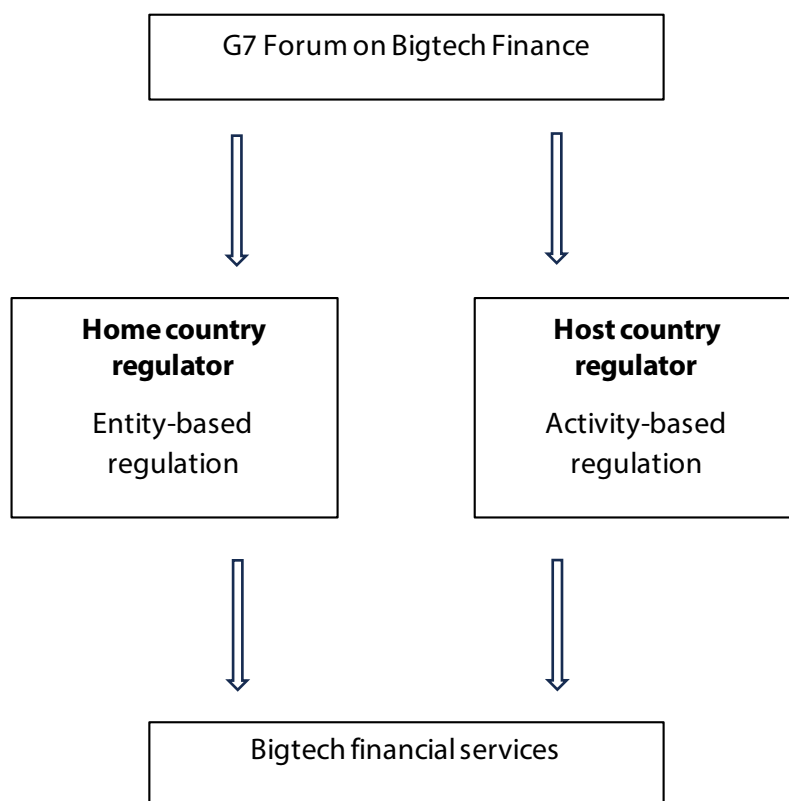 G7 Forum on Bigtech Finance
Home country
regulator
Entity-based
regulation
Host country
regulator
Activity-based
regulation
Bigtech financial services